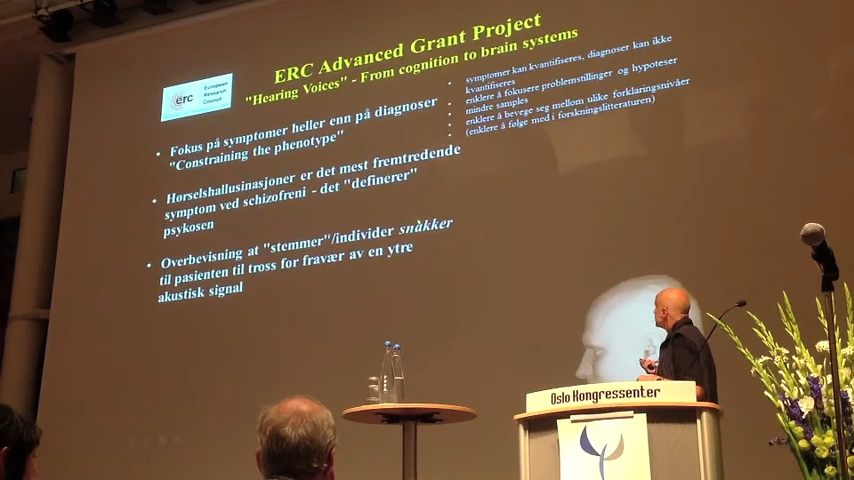 ERC Advanced Grant Project
"Hearing Voices" - From cognition to brain systems
erc
European
Research
Council
• Fokus på symptomer heller enn på diagnoser
"Constraining the phenotype"
• Hørselshallusinasjoner er det mest fremtredende
symptom ved schizofreni - det "definerer"
psykosen
• Overbevisning at "stemmer"/individer snàkker
til pasienten til tross for fravær av en ytre
akustisk signal
• symptomer kan kvantifiseres, diagnoser kan ikke
kvantifiseres
• enklere å fokusere problemstillinger og hypoteser
• mindre samples
• enklere å bevege seg mellom ulike forklaringsnivåer
• (enklere å følge med i forskningslitteraturen)
Oslo Kongressenter